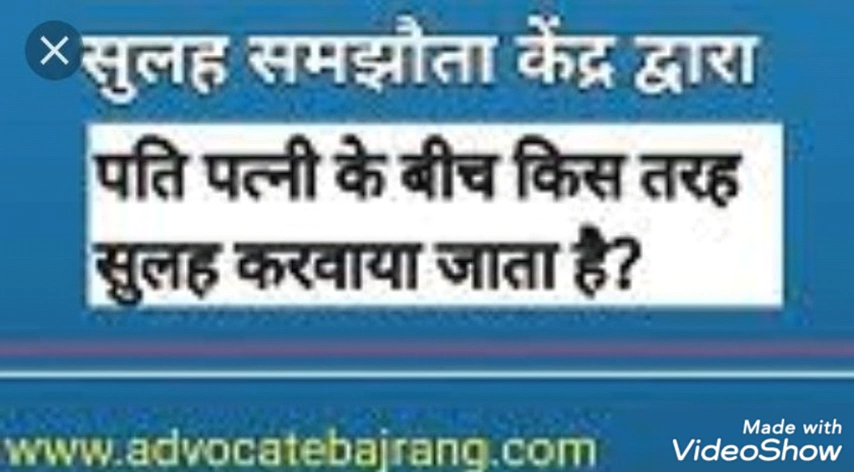 सुलह समझौता केंद्र द्वारा
पति पत्नी के बीच किस तरह
सुलह करवाया जाता है?
www.advocatebajrang.com
Made with
VideoShow